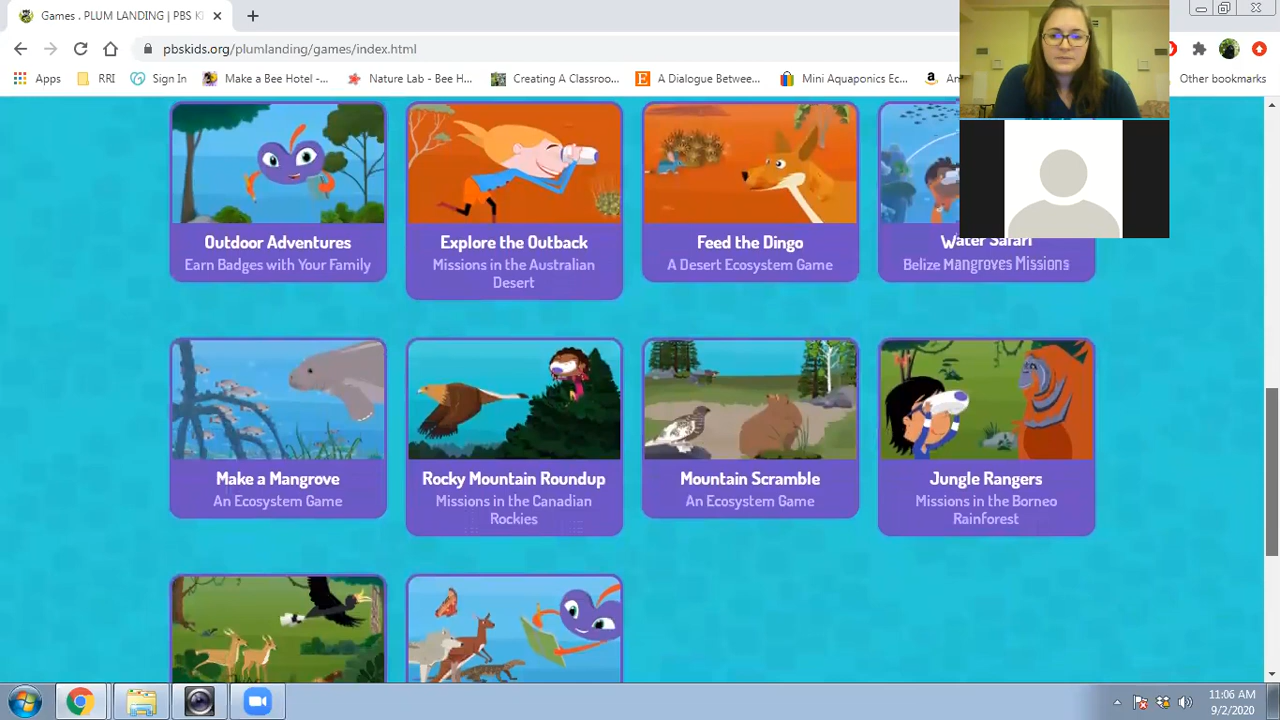 Games . PLUM LANDING | PBS KI
pbskids.org/plumlanding/games/index.html
Apps
RRI
Sign In
Make a Bee Hotel -...
Nature Lab - Bee H...
Creating A Classroo...
A Dialogue Betwee...
Mini Aquaponics Ec...
Other bookmarks
Outdoor Adventures
Earn Badges with Your Family
Explore the Outback
Missions in the Australian
Desert
Feed the Dingo
A Desert Ecosystem Game
Water Safari
Belize Mangroves Missions
Make a Mangrove
An Ecosystem Game
Rocky Mountain Roundup
Missions in the Canadian
Rockies
Mountain Scramble
An Ecosystem Game
Jungle Rangers
Missions in the Borneo
Rainforest
11:06 AM
9/2/2020